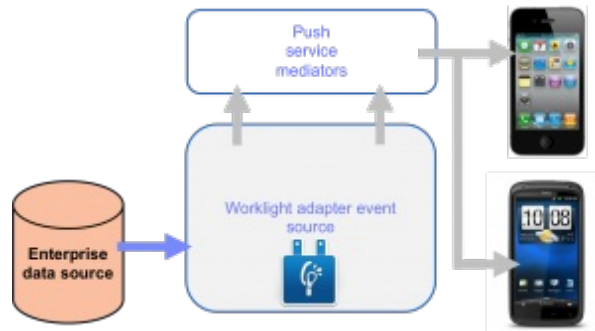 Push
service
mediators
Worklight adapter event
source
Enterprise
data source
10 08